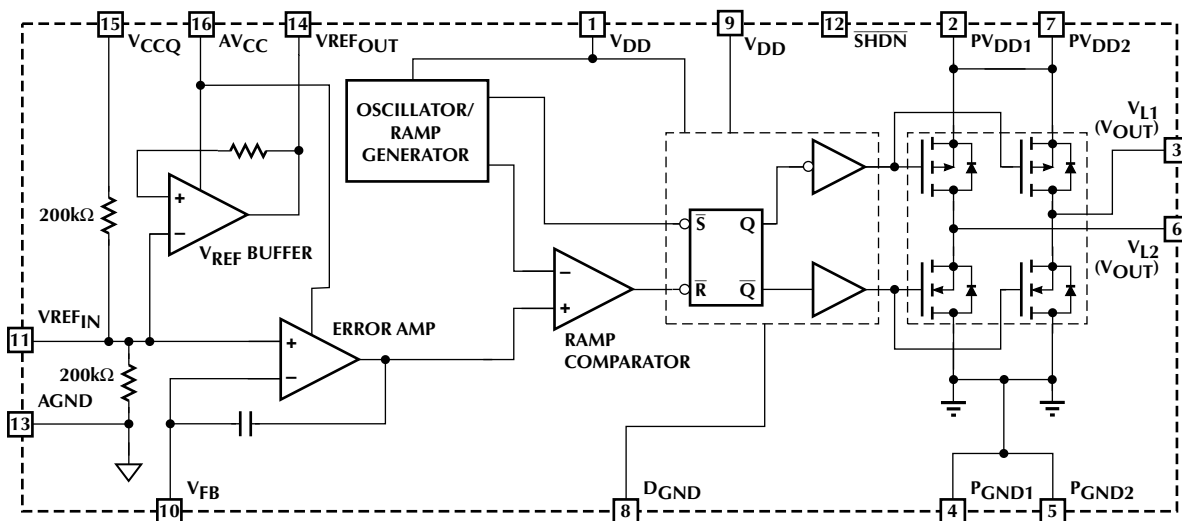 15
16
14
1
9
12
2
7
VCCQ
AVCC
VREFOUT
VDD
VDD
S̅H̅D̅N̅
PVDD1
PVDD2
OSCILLATOR/
RAMP
GENERATOR
VL1
(VOUT)
3
200kΩ
+
−
VREF BUFFER
S̅
Q
6
VL2
(VOUT)
−
+
R̅
Q̅
RAMP
COMPARATOR
VREFIN
11
ERROR AMP
+
−
200kΩ
AGND
13
VFB
10
DGND
8
PGND1
4
PGND2
5